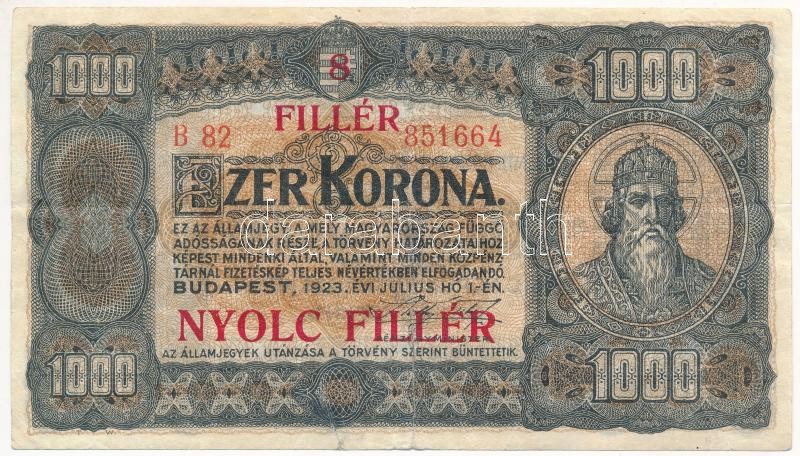 1000
8
1000
FILLÉR
B 82 851664
EZER KORONA.
EZ AZ ÁLLAMJEGY, AMELY MAGYARORSZÁG FÜGGŐ
ADÓSSÁGÁNAK RÉSZE, A TÖRVÉNY HATÁROZATAIHOZ
KÉPEST MINDENKI ÁLTAL, VALAMINT MINDEN KÖZPÉNZ-
TÁRNÁL FIZETÉSKÉP TELJES NÉVÉRTÉKBEN ELFOGADANDÓ.
BUDAPEST, 1923. ÉVI JÚLIUS HÓ 1.-ÉN.
NYOLC FILLÉR
AZ ÁLLAMJEGYEK UTÁNZÁSA A TÖRVÉNY SZERINT BÜNTETTETIK.
1000
1000
darabanth